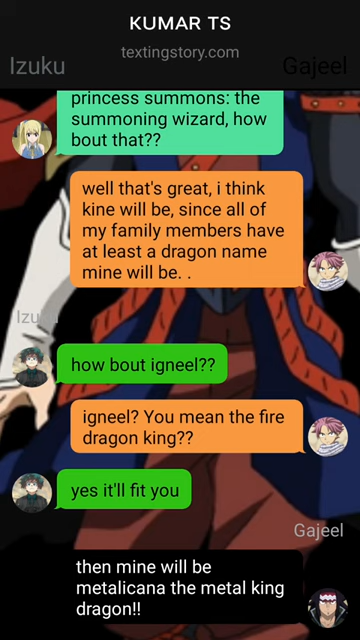 KUMAR TS
textingstory.com
Izuku
Gajeel
princess summons: the
summoning wizard, how
bout that??
well that's great, i think
kine will be, since all of
my family members have
at least a dragon name
mine will be. .
Izuku
how bout igneel??
igneel? You mean the fire
dragon king??
yes it'll fit you
Gajeel
then mine will be
metalicana the metal king
dragon!!